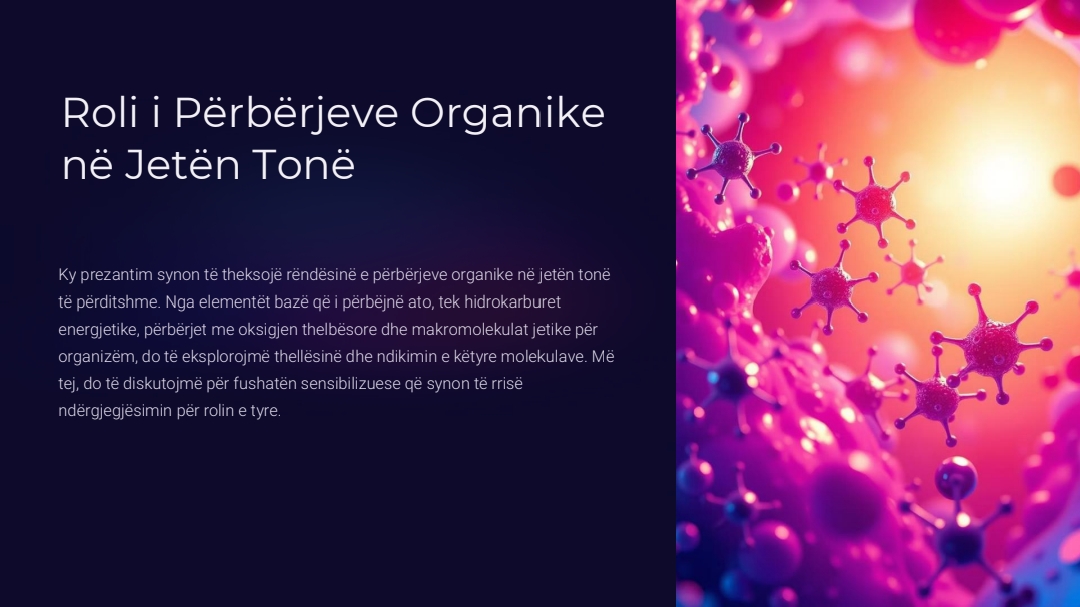 Roli i Përbërjeve Organike
në Jetën Tonë
Ky prezantim synon të theksojë rëndësinë e përbërjeve organike në jetën tonë
të përditshme. Nga elementët bazë që i përbëjnë ato, tek hidrokarburet
energjetike, përbërjet me oksigjen thelbësore dhe makromolekulat jetike për
organizëm, do të eksplorojmë thellësinë dhe ndikimin e këtyre molekulave. Më
tej, do të diskutojmë për fushatën sensibilizuese që synon të rrisë
ndërgjegjësimin për rolin e tyre.